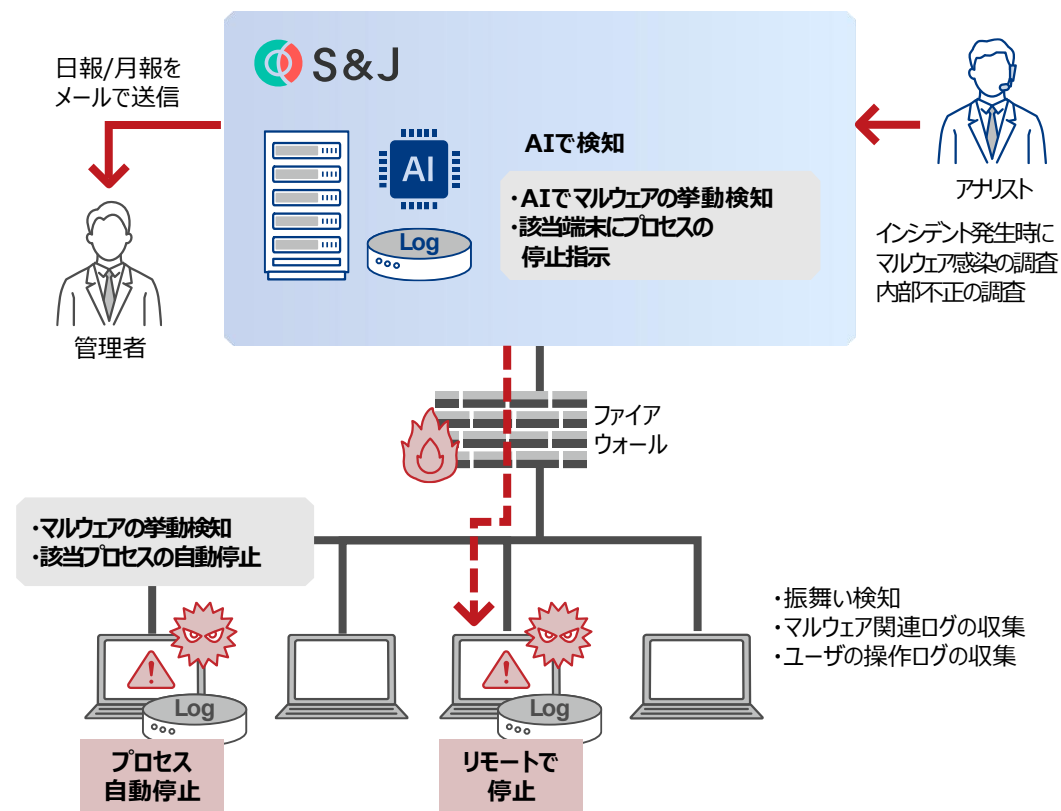 日報/月報を
メールで送信
管理者
S&J
AI
Log
AIで検知
・AIでマルウェアの挙動検知
・該当端末にプロセスの
停止指示
アナリスト
インシデント発生時に
マルウェア感染の調査
内部不正の調査
ファイア
ウォール
・マルウェアの挙動検知
・該当プロセスの自動停止
Log
プロセス
自動停止
Log
リモートで
停止
・振舞い検知
・マルウェア関連ログの収集
・ユーザの操作ログの収集